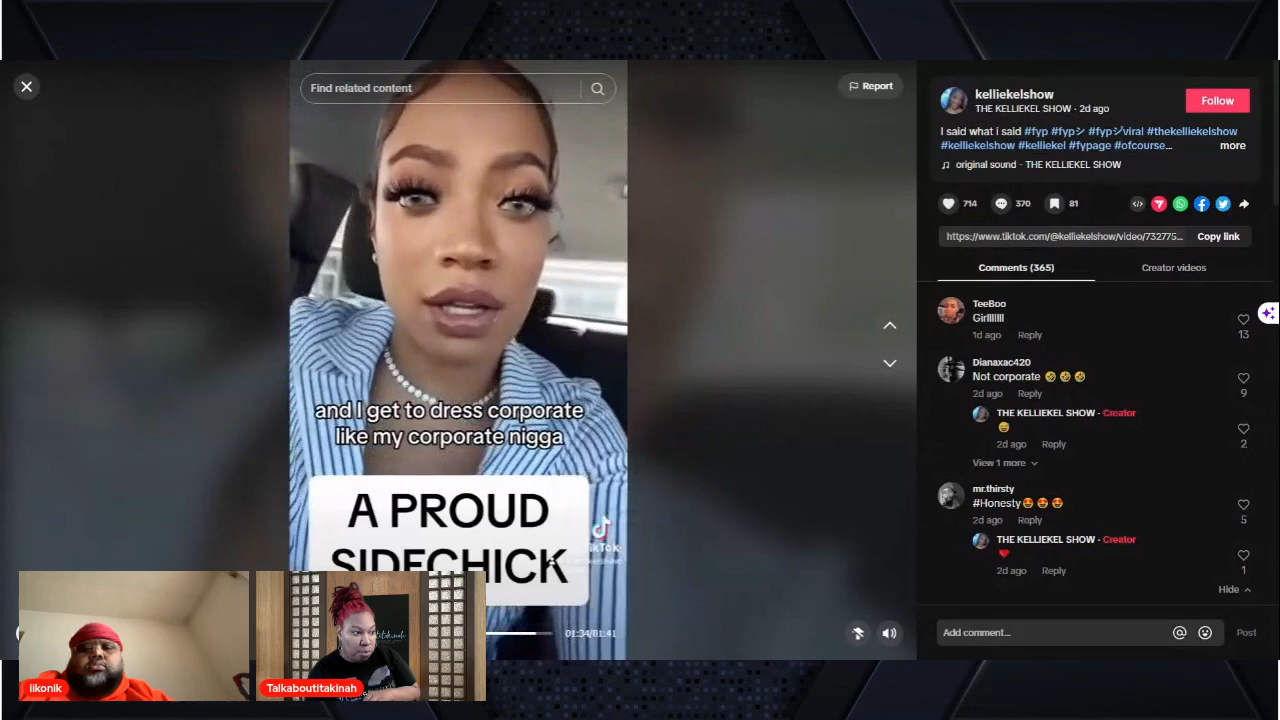 Find related content
Report
kelliekelshow
THE KELLIEKEL SHOW · 2d ago
Follow
I said what i said #fyp #fypシ #fypシviral #thekelliekelshow
#kelliekelshow #kelliekel #fypage #ofcourse...
more
♫ original sound - THE KELLIEKEL SHOW
714
370
81
https://www.tiktok.com/@kelliekelshow/video/732775...
Copy link
Comments (365)
Creator videos
TeeBoo
Girlllllll
1d ago Reply
13
Dianaxac420
Not corporate 🤣🤣🤣
2d ago Reply
9
THE KELLIEKEL SHOW · Creator
😅
2d ago Reply
2
View 1 more
mr.thirsty
#Honesty😍😍😍
2d ago Reply
5
THE KELLIEKEL SHOW · Creator
❤️
2d ago Reply
1
Hide
Add comment...
Post
and I get to dress corporate
like my corporate nigga
A PROUD
SIDECHICK
TikTok
01:34/01:41
likonik
Talkaboutitakinah